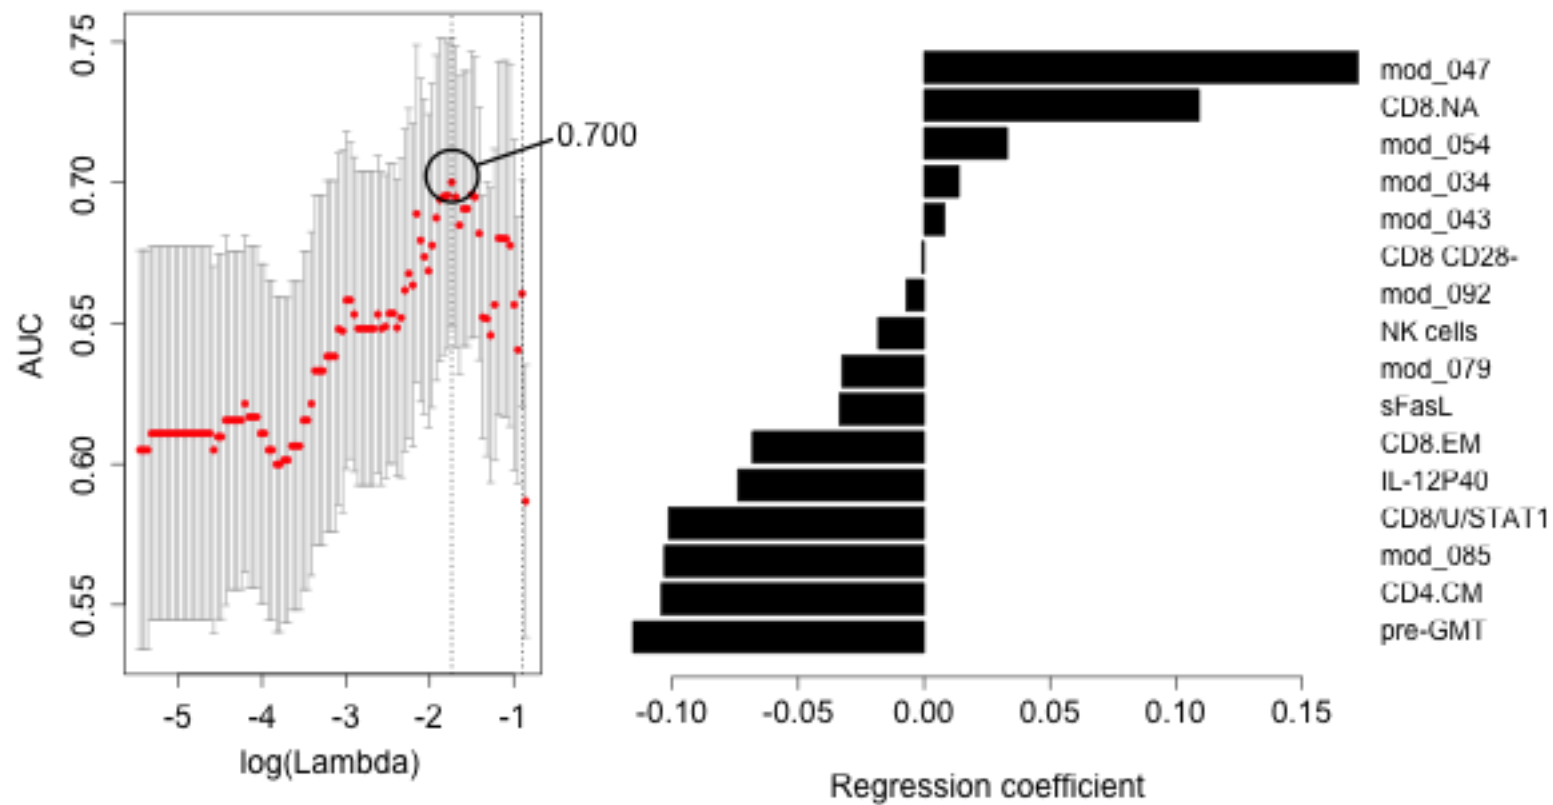 0.75
0.70
0.65
0.60
0.55
AUC
0.700
-5 -4 -3 -2 -1
log(Lambda)
mod_047
CD8.NA
mod_054
mod_034
mod_043
CD8 CD28-
mod_092
NK cells
mod_079
sFasL
CD8.EM
IL-12P40
CD8/U/STAT1
mod_085
CD4.CM
pre-GMT
-0.10 -0.05 0.00 0.05 0.10 0.15
Regression coefficient